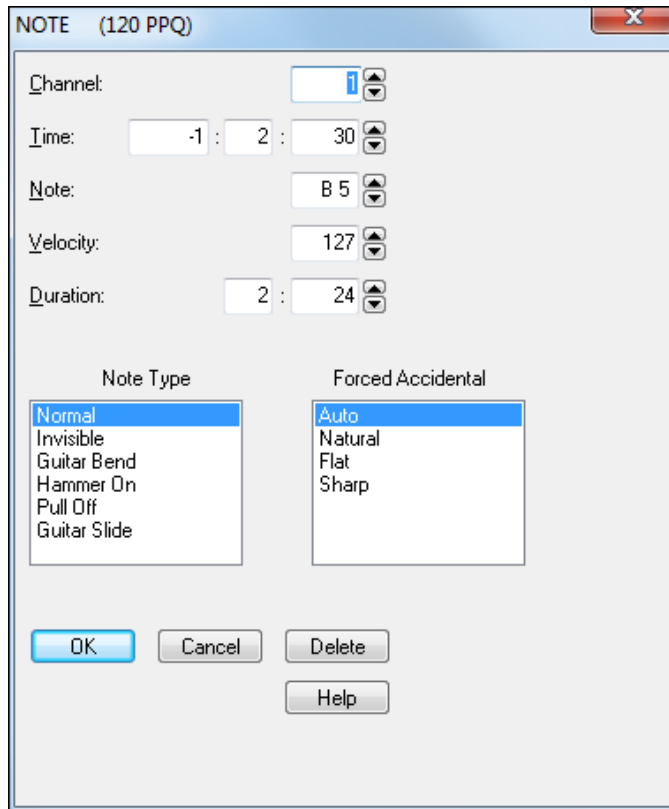 NOTE (120 PPQ)
x
Channel: 1
Time: -1 : 2 : 30
Note: B 5
Velocity: 127
Duration: 2 : 24
Note Type Forced Accidental
Normal Auto
Invisible Natural
Guitar Bend Flat
Hammer On Sharp
Pull Off
Guitar Slide
OK Cancel Delete
Help